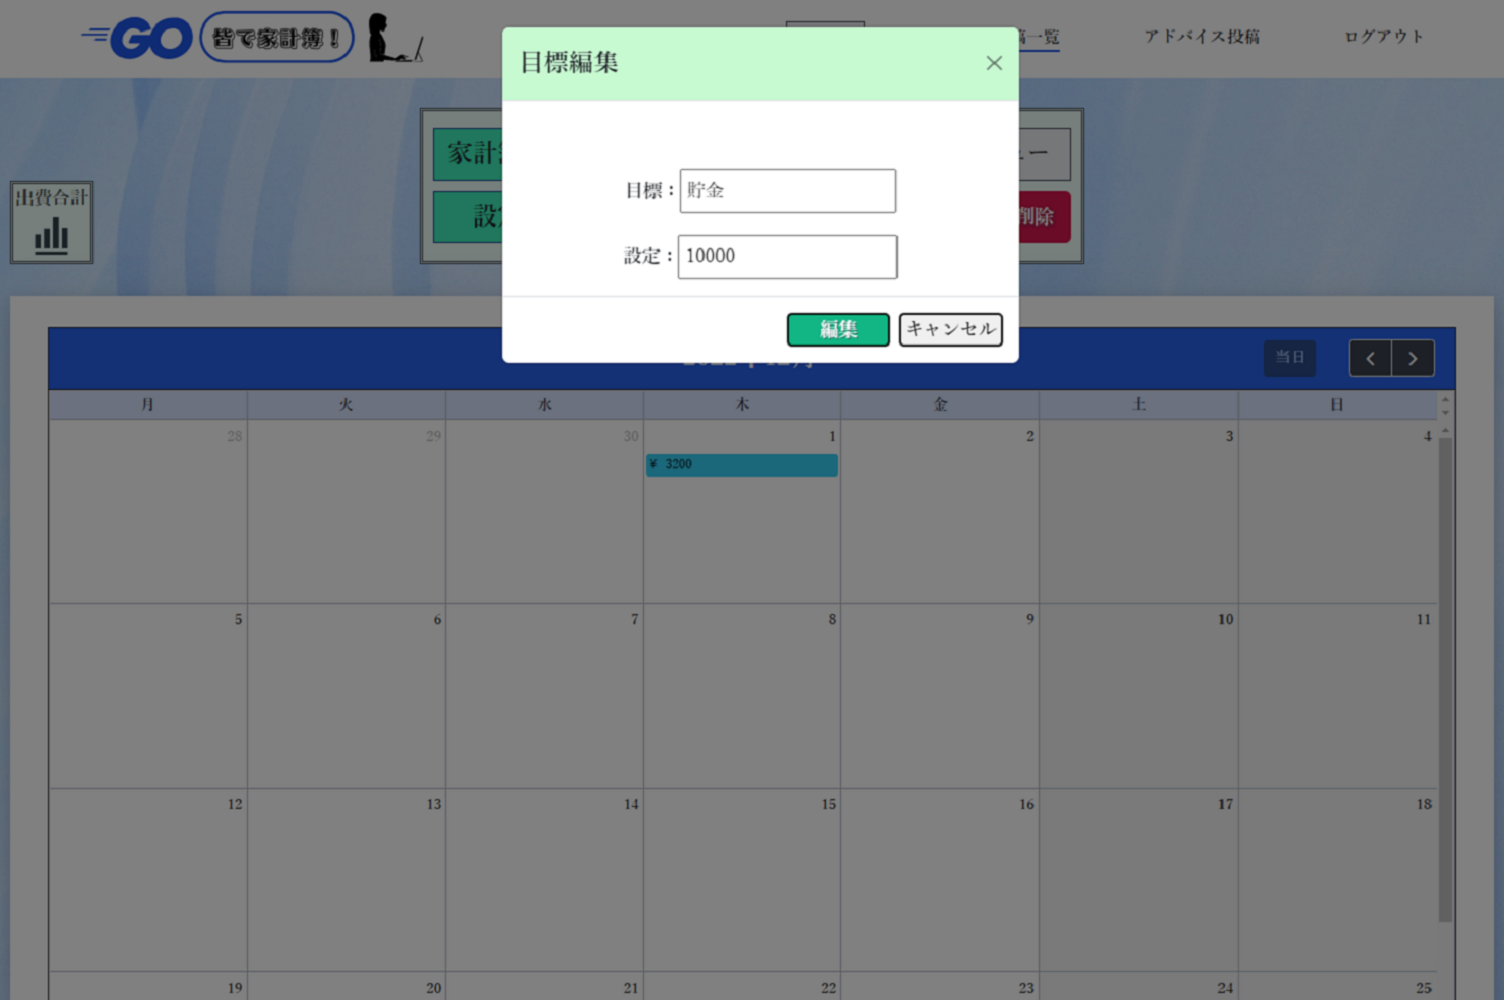 GO 皆で家計簿！
一覧
アドバイス投稿
ログアウト
目標編集
×
家計
ー
設
削除
出費合計
目標：貯金
設定：10000
編集
キャンセル
当日
月 火 水 木 金 土 日
28 29 30 1 2 3 4
¥ 3200
5 6 7 8 9 10 11
12 13 14 15 16 17 18
19 20 21 22 23 24 25